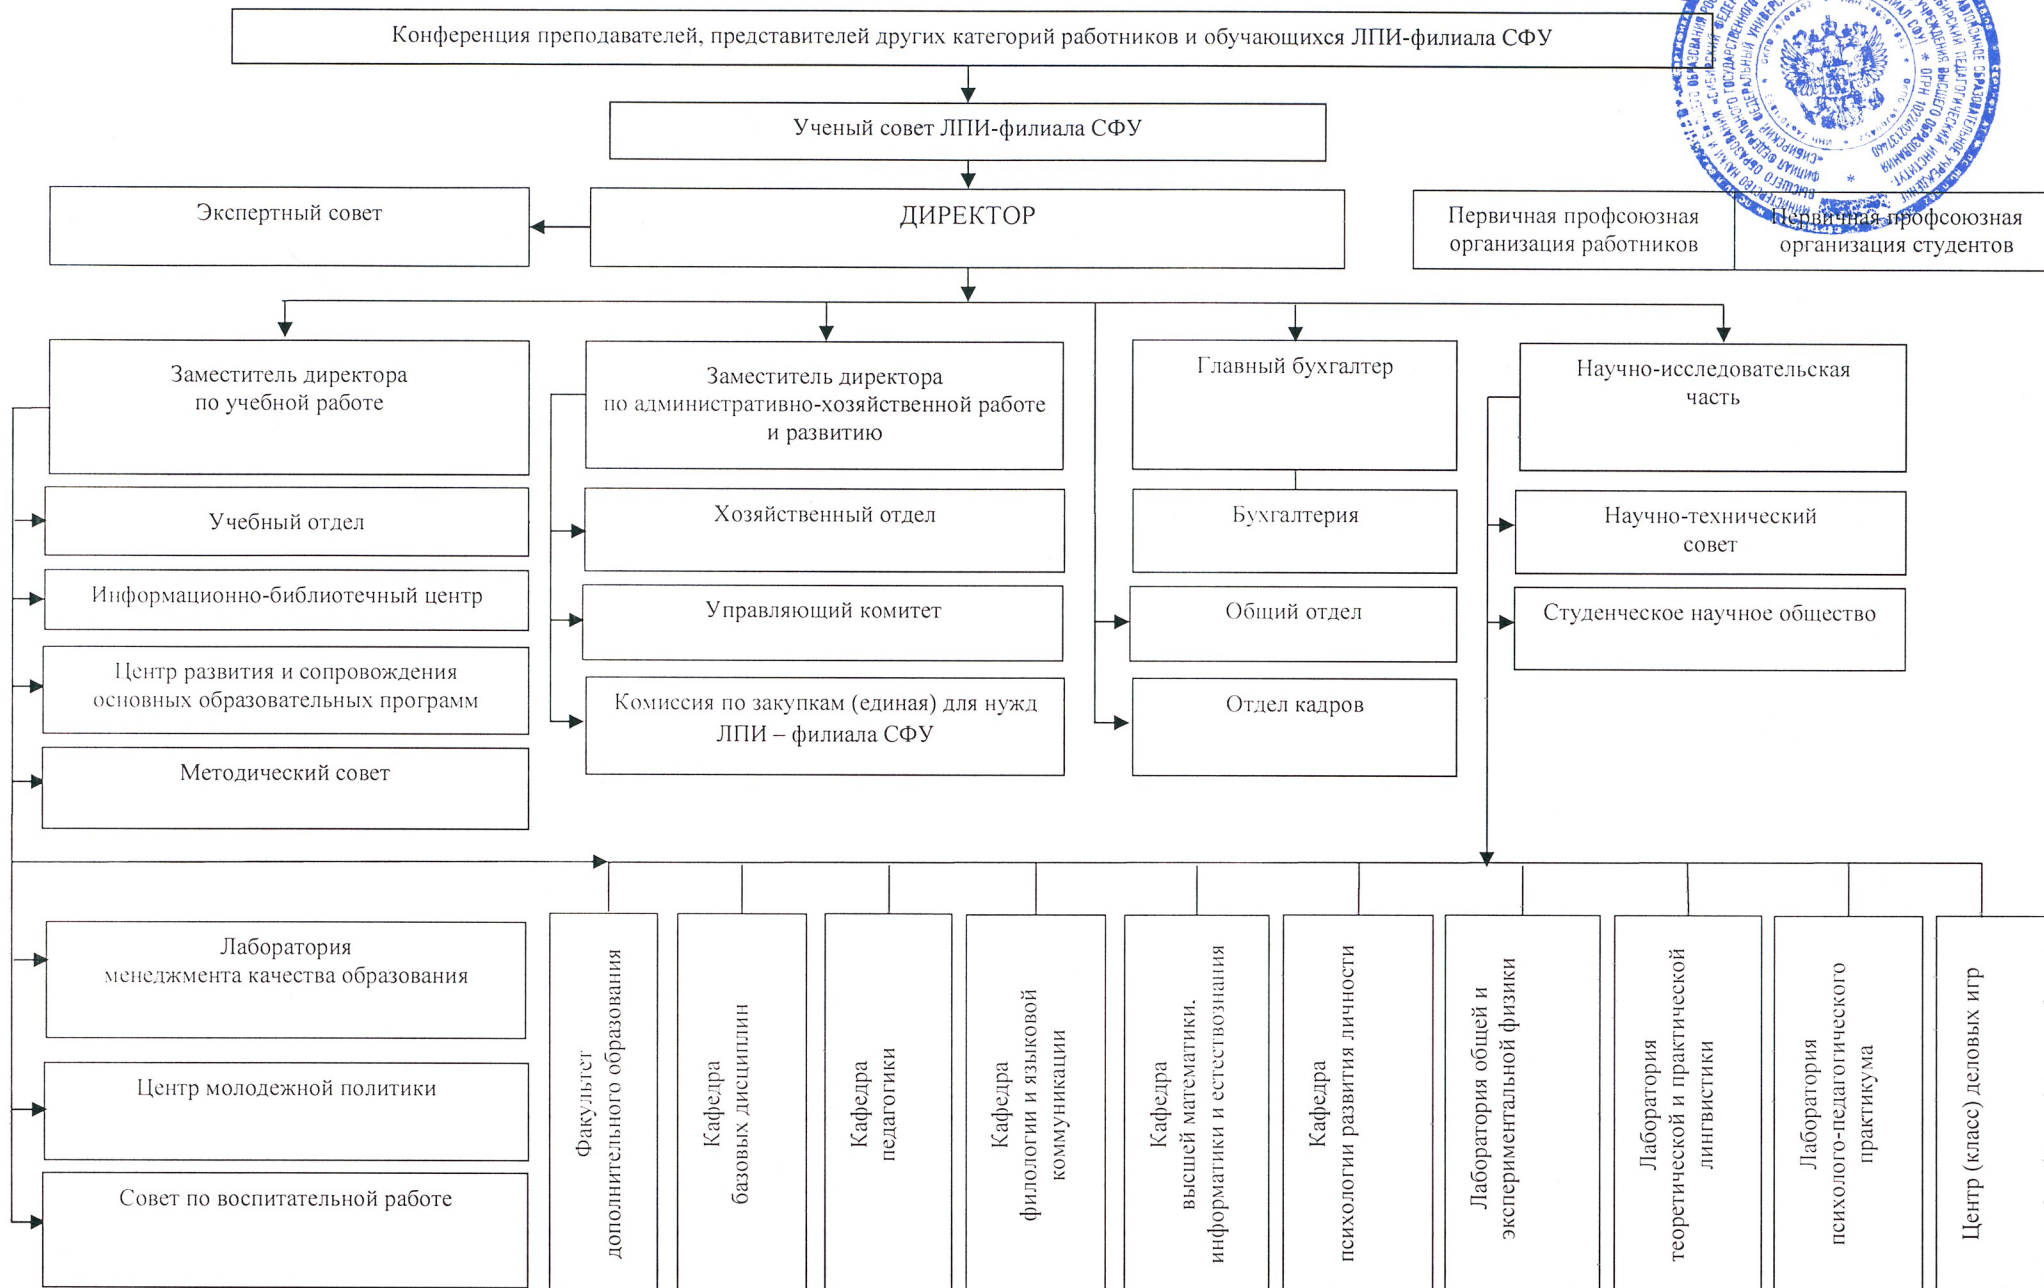 Конференция преподавателей, представителей других категорий работников и обучающихся ЛПИ-филиала СФУ
Ученый совет ЛПИ-филиала СФУ
Экспертный совет
ДИРЕКТОР
Первичная профсоюзная
организация работников
Первичная профсоюзная
организация студентов
Заместитель директора
по учебной работе
Заместитель директора
по административно-хозяйственной работе
и развитию
Главный бухгалтер
Научно-исследовательская
часть
Учебный отдел
Хозяйственный отдел
Бухгалтерия
Научно-технический
совет
Информационно-библиотечный центр
Управляющий комитет
Общий отдел
Студенческое научное общество
Центр развития и сопровождения
основных образовательных программ
Комиссия по закупкам (единая) для нужд
ЛПИ – филиала СФУ
Отдел кадров
Методический совет
Лаборатория
менеджмента качества образования
Центр молодежной политики
Совет по воспитательной работе
Факультет
дополнительного образования
Кафедра
базовых дисциплин
Кафедра
педагогики
Кафедра
филологии и языковой
коммуникации
Кафедра
высшей математики.
информатики и естествознания
Кафедра
психологии развития личности
Лаборатория общей и
экспериментальной физики
Лаборатория
теоретической и практической
лингвистики
Лаборатория
психолого-педагогического
практикума
Центр (класс) деловых игр